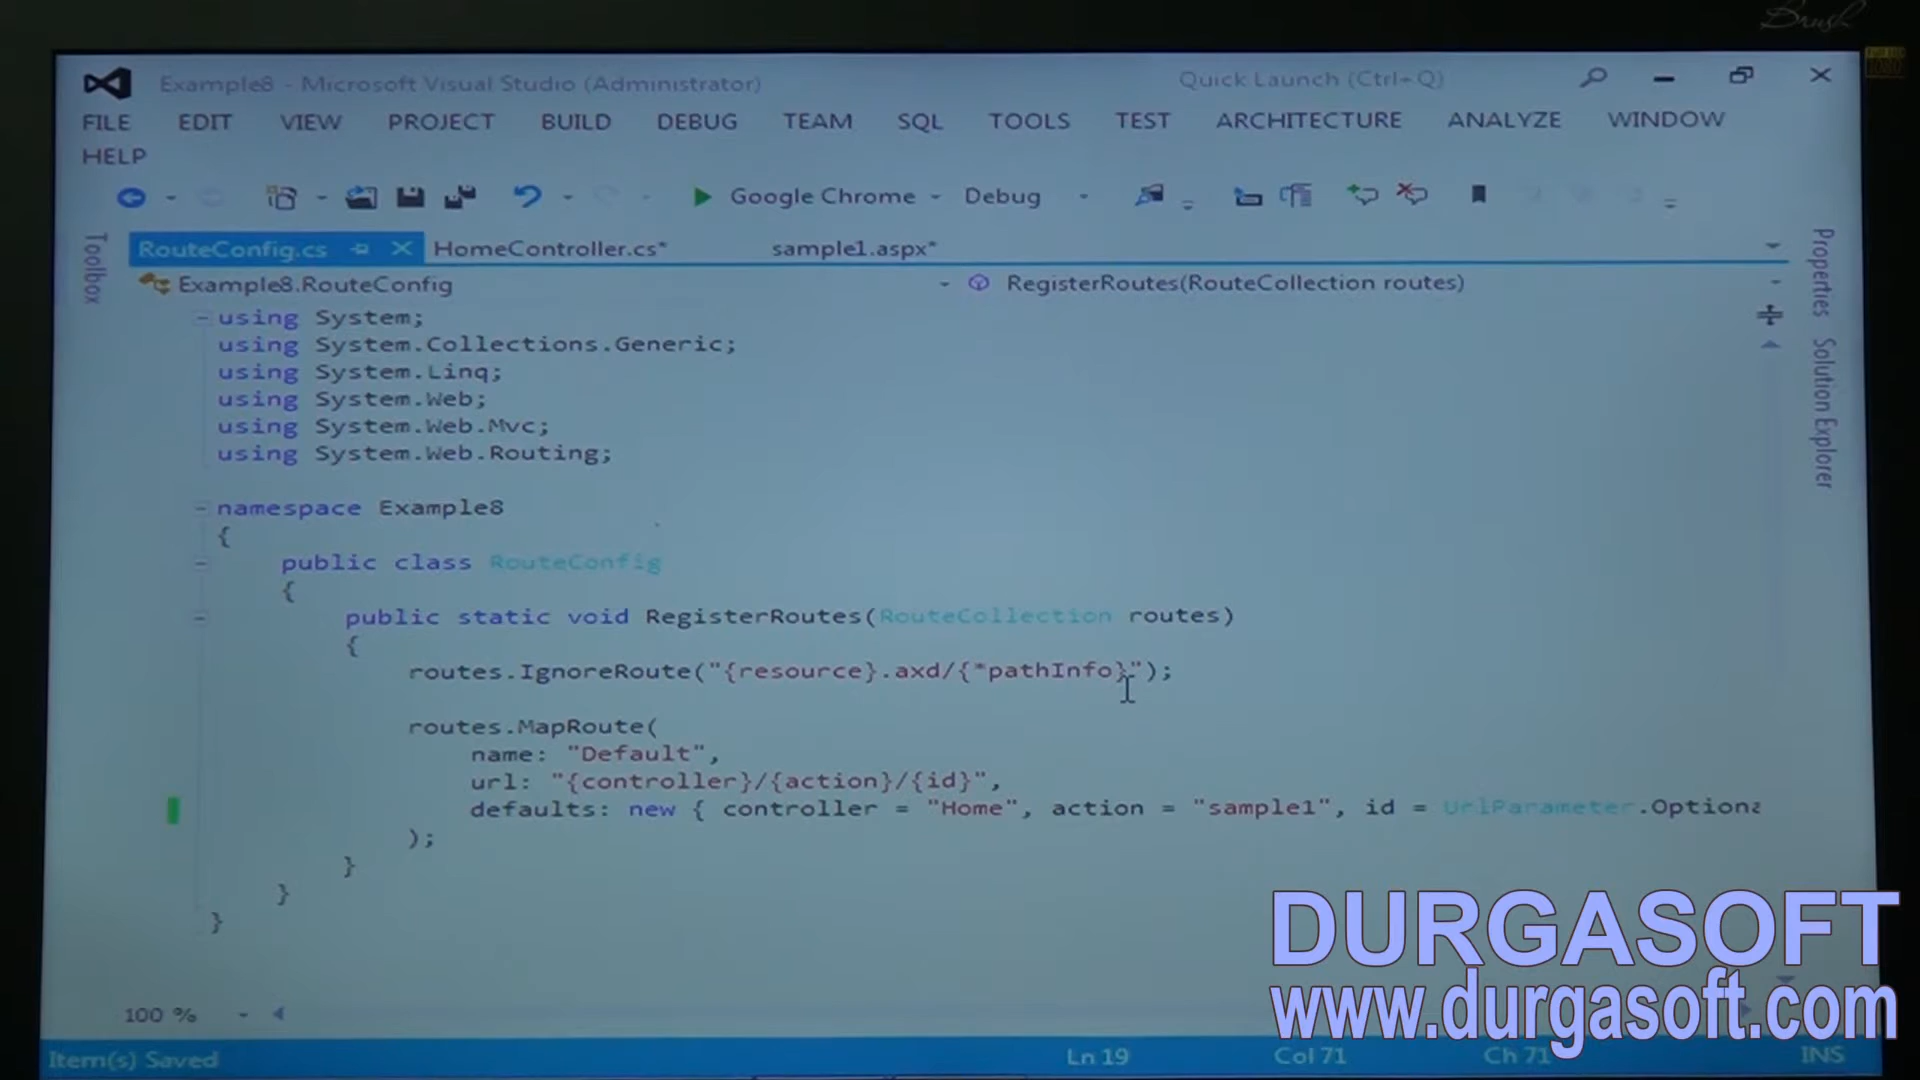 Brush
Example8 - Microsoft Visual Studio (Administrator)
Quick Launch (Ctrl+Q)
FILE EDIT VIEW PROJECT BUILD DEBUG TEAM SQL TOOLS TEST ARCHITECTURE ANALYZE WINDOW
HELP
Google Chrome Debug
Toolbox
RouteConfig.cs HomeController.cs* sample1.aspx*
Properties
Solution Explorer
Example8.RouteConfig RegisterRoutes(RouteCollection routes)
using System;
using System.Collections.Generic;
using System.Linq;
using System.Web;
using System.Web.Mvc;
using System.Web.Routing;
namespace Example8
{
public class RouteConfig
{
public static void RegisterRoutes(RouteCollection routes)
{
routes.IgnoreRoute("{resource}.axd/{*pathInfo}");
routes.MapRoute(
name: "Default",
url: "{controller}/{action}/{id}",
defaults: new { controller = "Home", action = "sample1", id = UrlParameter.Optiona
);
}
}
}
DURGASOFT
www.durgasoft.com
100 %
Item(s) Saved Ln 19 Col 71 Ch 71 INS